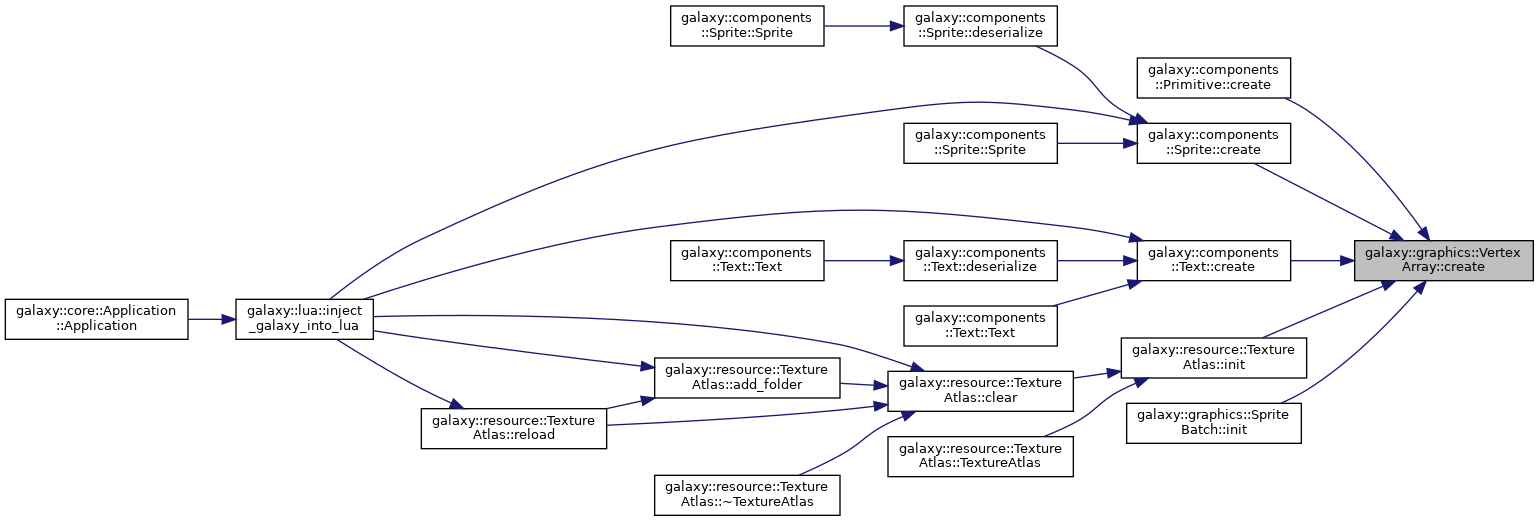 galaxy::components
::Sprite::Sprite
galaxy::components
::Sprite::deserialize
galaxy::components
::Primitive::create
galaxy::components
::Sprite::Sprite
galaxy::components
::Sprite::create
galaxy::components
::Text::Text
galaxy::components
::Text::deserialize
galaxy::components
::Text::create
galaxy::graphics::Vertex
Array::create
galaxy::core::Application
::Application
galaxy::lua::inject
_galaxy_into_lua
galaxy::components
::Text::Text
galaxy::resource::Texture
Atlas::init
galaxy::resource::Texture
Atlas::add_folder
galaxy::resource::Texture
Atlas::clear
galaxy::resource::Texture
Atlas::reload
galaxy::graphics::Sprite
Batch::init
galaxy::resource::Texture
Atlas::TextureAtlas
galaxy::resource::Texture
Atlas::~TextureAtlas